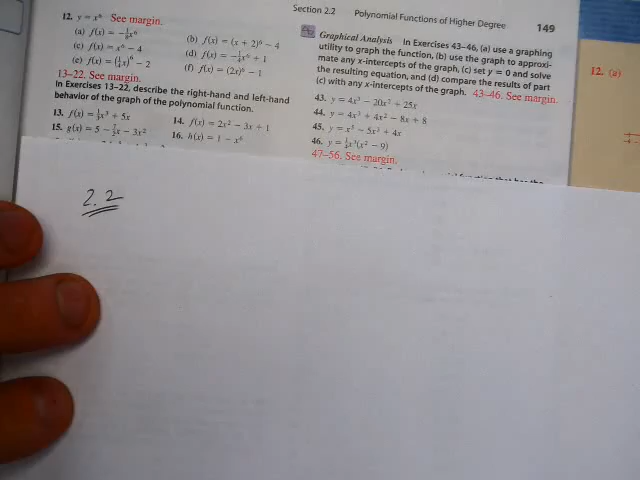 Section 2.2 Polynomial Functions of Higher Degree 149
12. y = x⁶ See margin.
(a) f(x) = −⅛x⁶
(b) f(x) = (x + 2)⁶ − 4
(c) f(x) = x⁶ − 4
(d) f(x) = −¼x⁶ + 1
(e) f(x) = (¼x)⁶ − 2
(f) f(x) = (2x)⁶ − 1
13–22. See margin.
In Exercises 13–22, describe the right-hand and left-hand
behavior of the graph of the polynomial function.
13. f(x) = ⅓x³ + 5x
14. f(x) = 2x² − 3x + 1
15. g(x) = 5 − 7/2x − 3x²
16. h(x) = 1 − x⁶
Graphical Analysis In Exercises 43–46, (a) use a graphing
utility to graph the function, (b) use the graph to approxi-
mate any x-intercepts of the graph, (c) set y = 0 and solve
the resulting equation, and (d) compare the results of part
(c) with any x-intercepts of the graph. 43–46. See margin.
43. y = 4x³ − 20x² + 25x
44. y = 4x³ + 4x² − 8x + 8
45. y = x⁵ − 5x³ + 4x
46. y = ¼x³(x² − 9)
47–56. See margin.
12. (a)
2.2